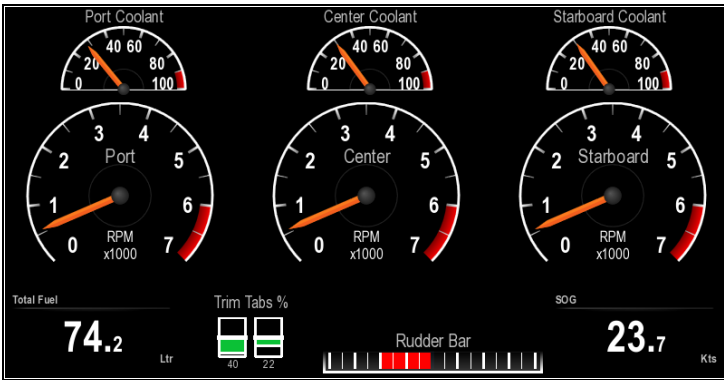 Port Coolant
Center Coolant
Starboard Coolant
0 20 40 60 80 100
0 20 40 60 80 100
0 20 40 60 80 100
0 1 2 3 4 5 6 7
Port
RPM
x1000
0 1 2 3 4 5 6 7
Center
RPM
x1000
0 1 2 3 4 5 6 7
Starboard
RPM
x1000
Total Fuel
74.2
Ltr
Trim Tabs %
40 22
Rudder Bar
SOG
23.7
Kts